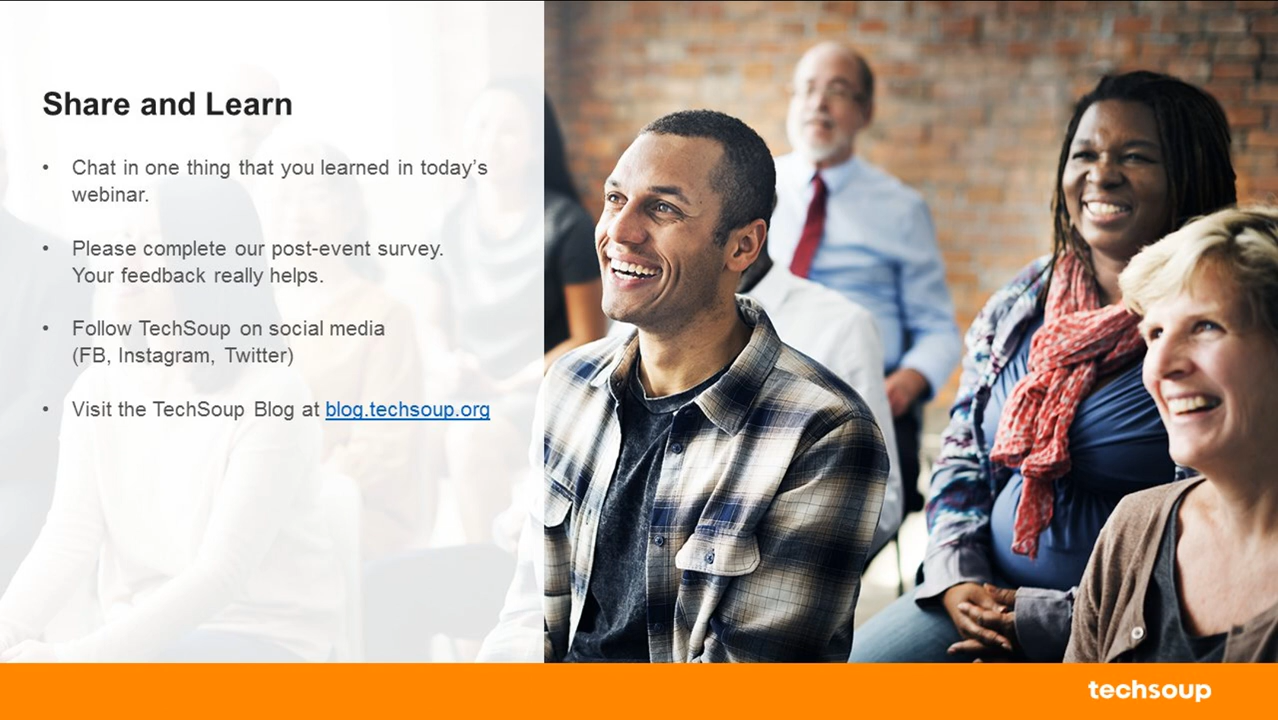 Share and Learn
• Chat in one thing that you learned in today’s
webinar.
• Please complete our post-event survey.
Your feedback really helps.
• Follow TechSoup on social media
(FB, Instagram, Twitter)
• Visit the TechSoup Blog at blog.techsoup.org
techsoup